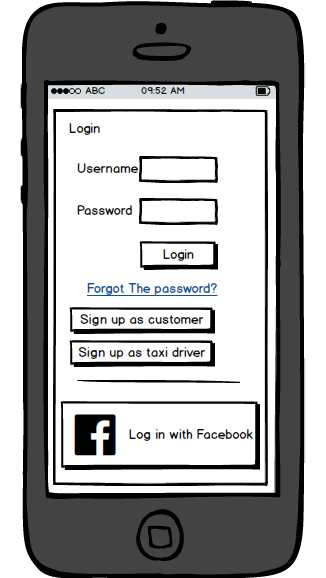 ABC 09:52 AM
Login
Username
Password
Login
Forgot The password?
Sign up as customer
Sign up as taxi driver
Log in with Facebook